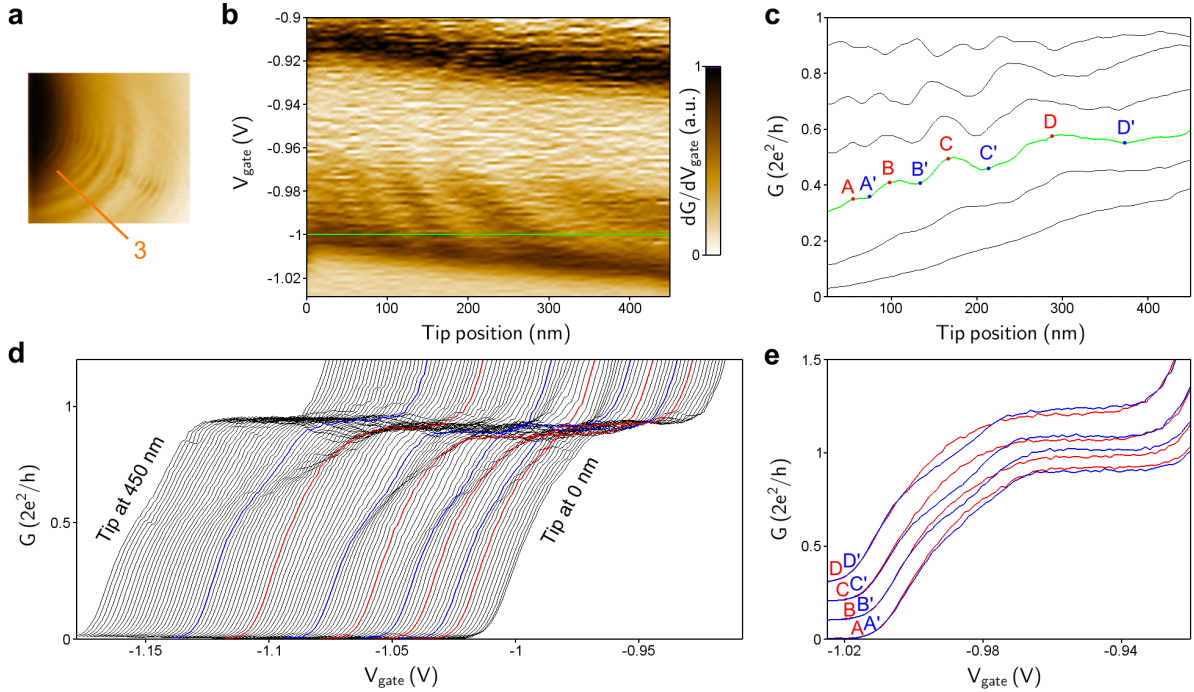 a
3
b
-0.9
-0.92
-0.94
-0.96
-0.98
-1
-1.02
V_gate (V)
0
100
200
300
400
Tip position (nm)
1
0
dG/dV_gate (a.u.)
c
1
0.8
0.6
0.4
0.2
0
G (2e²/h)
A
A'
B
B'
C
C'
D
D'
100
200
300
400
Tip position (nm)
d
1
0.5
0
G (2e²/h)
Tip at 450 nm
Tip at 0 nm
-1.15
-1.1
-1.05
-1
-0.95
V_gate (V)
e
1.5
1
0.5
0
G (2e²/h)
D D'
C C'
B B'
A A'
-1.02
-0.98
-0.94
V_gate (V)